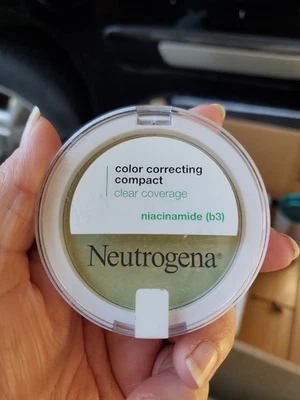 color correcting
compact
clear coverage
niacinamide (b3)
Neutrogena®